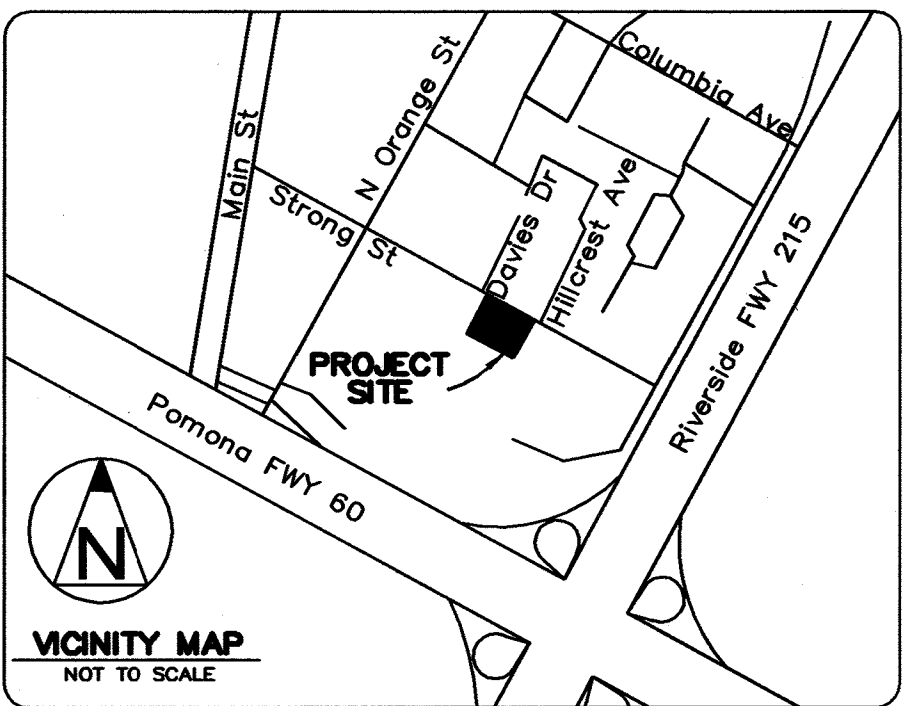 Columbia Ave
N Orange St
Main St
Strong St
Davies Dr
Hillcrest Ave
Riverside FWY 215
PROJECT
SITE
Pomona FWY 60
N
VICINITY MAP
NOT TO SCALE